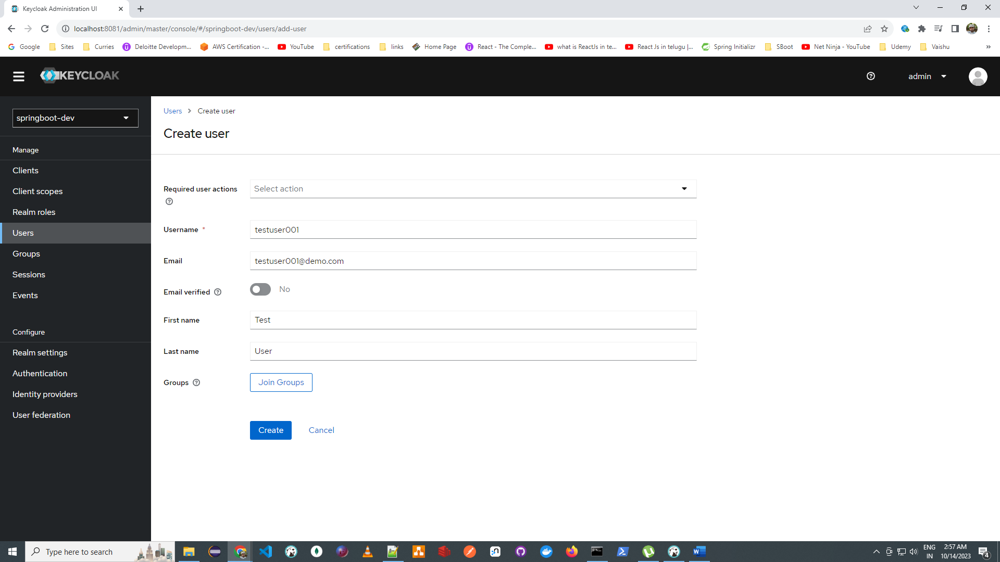 Keycloak Administration UI
localhost:8081/admin/master/console/#/springboot-dev/users/add-user
Google Sites Curries Deloitte Developm... AWS Certification -... YouTube certifications links Home Page React - The Comple... what is ReactJs in te... React Js in telugu |... Spring Initializr SBoot Net Ninja - YouTube Udemy Vaishu »
KEYCLOAK
admin
springboot-dev
Manage
Clients
Client scopes
Realm roles
Users
Groups
Sessions
Events
Configure
Realm settings
Authentication
Identity providers
User federation
Users > Create user
Create user
Required user actions Select action
Username * testuser001
Email testuser001@demo.com
Email verified No
First name Test
Last name User
Groups Join Groups
Create Cancel
Type here to search
ENG
IN
2:57 AM
10/14/2023
4